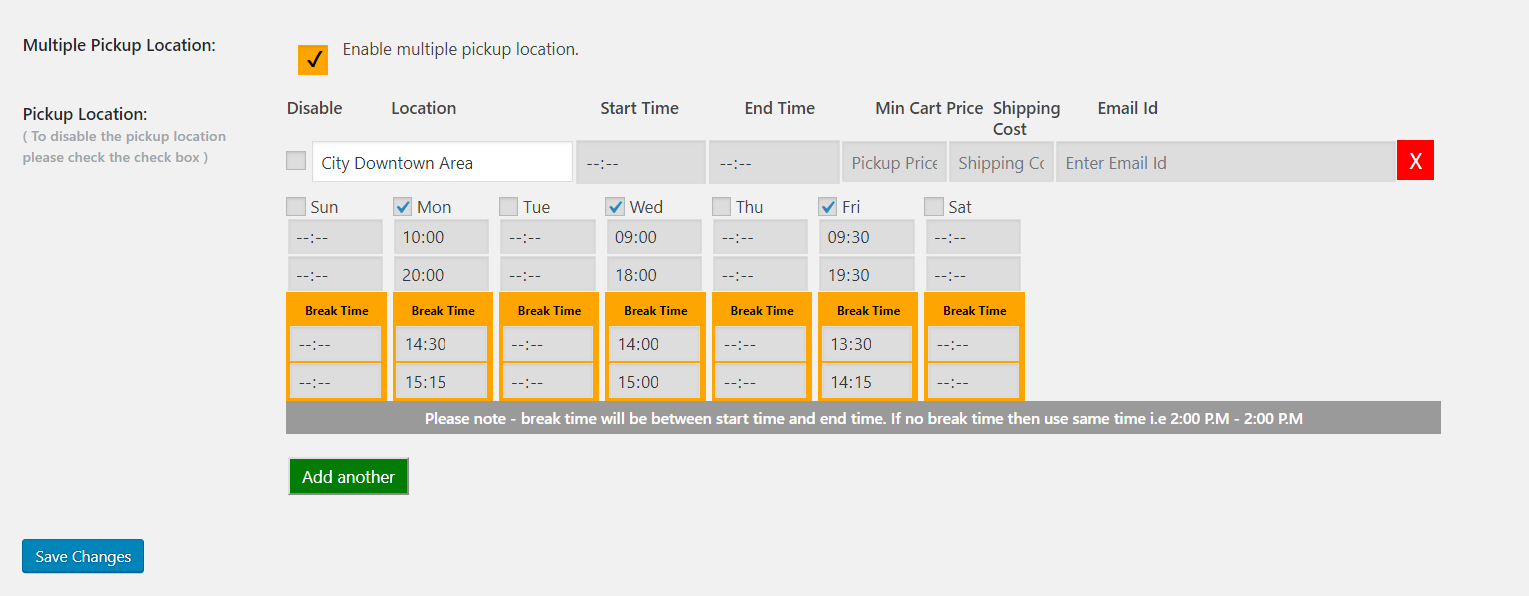 Multiple Pickup Location:
Enable multiple pickup location.
Pickup Location:
( To disable the pickup location
please check the check box )
Disable Location Start Time End Time Min Cart Price Shipping Cost Email Id
City Downtown Area --:-- --:-- Pickup Price Shipping Co Enter Email Id X
Sun Mon Tue Wed Thu Fri Sat
--:-- 10:00 --:-- 09:00 --:-- 09:30 --:--
--:-- 20:00 --:-- 18:00 --:-- 19:30 --:--
Break Time Break Time Break Time Break Time Break Time Break Time Break Time
--:-- 14:30 --:-- 14:00 --:-- 13:30 --:--
--:-- 15:15 --:-- 15:00 --:-- 14:15 --:--
Please note - break time will be between start time and end time. If no break time then use same time i.e 2:00 P.M - 2:00 P.M
Add another
Save Changes